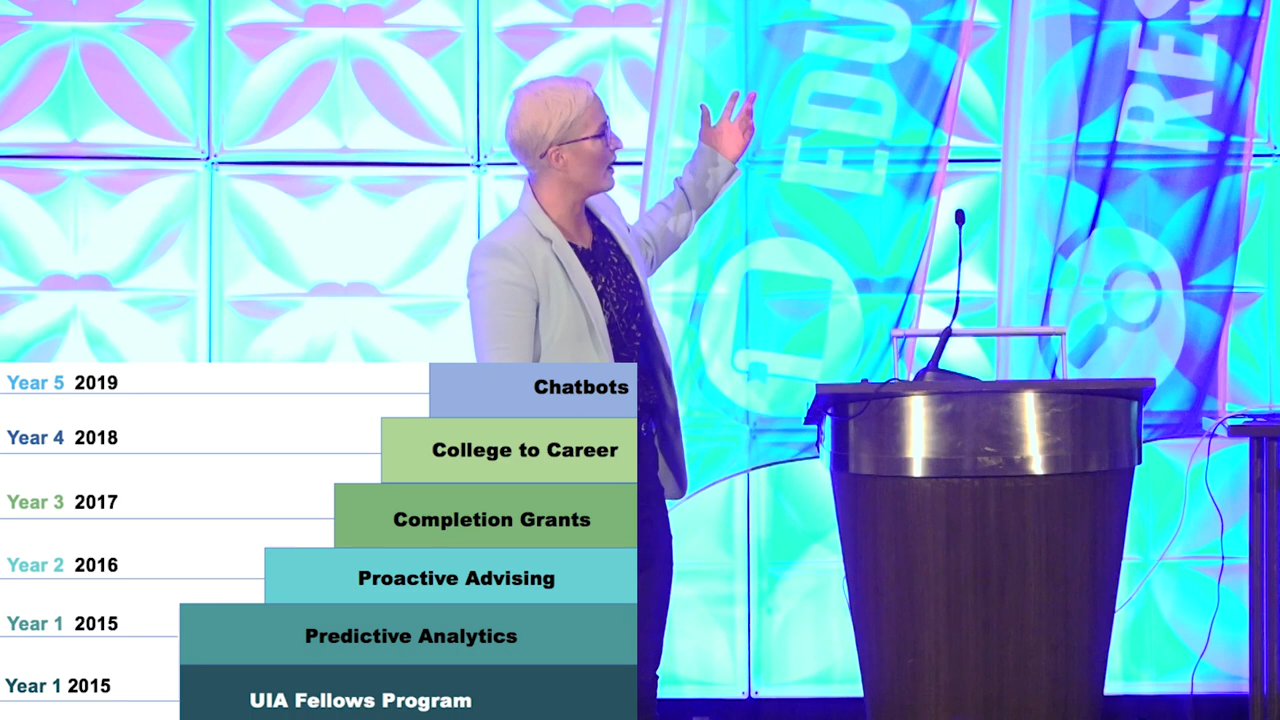 EDU
RES
Year 5 2019
Chatbots
Year 4 2018
College to Career
Year 3 2017
Completion Grants
Year 2 2016
Proactive Advising
Year 1 2015
Predictive Analytics
Year 1 2015
UIA Fellows Program